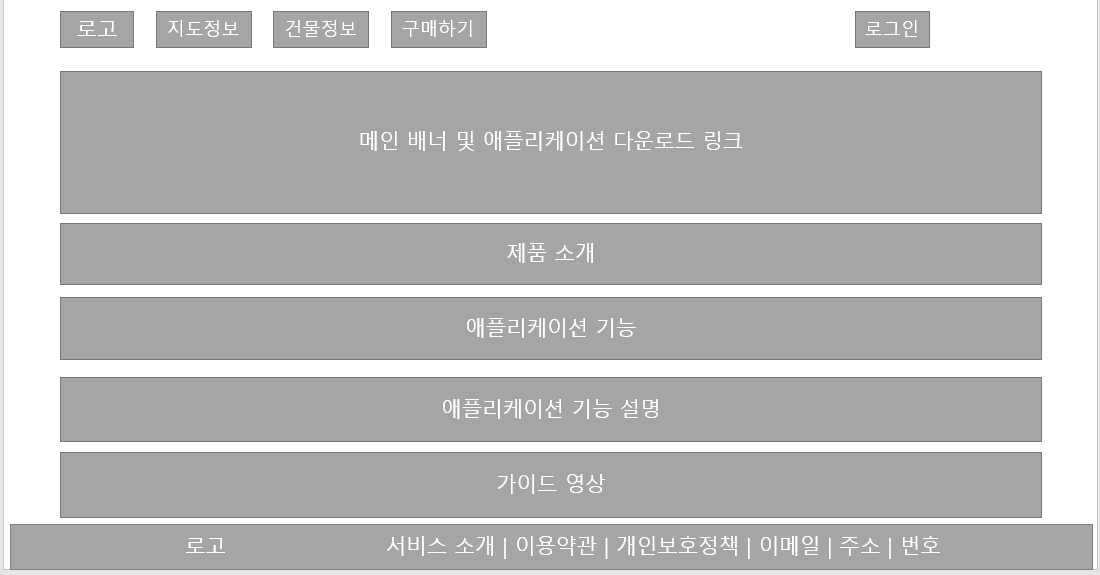 로고 지도정보 건물정보 구매하기 로그인
메인 배너 및 애플리케이션 다운로드 링크
제품 소개
애플리케이션 기능
애플리케이션 기능 설명
가이드 영상
로고 서비스 소개 | 이용약관 | 개인보호정책 | 이메일 | 주소 | 번호